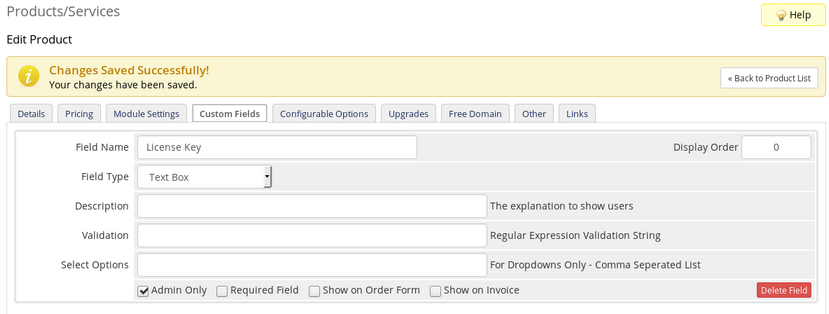 Products/Services
Help
Edit Product
Changes Saved Successfully!
Your changes have been saved.
« Back to Product List
Details Pricing Module Settings Custom Fields Configurable Options Upgrades Free Domain Other Links
Field Name License Key Display Order 0
Field Type Text Box
Description The explanation to show users
Validation Regular Expression Validation String
Select Options For Dropdowns Only - Comma Seperated List
Admin Only Required Field Show on Order Form Show on Invoice Delete Field